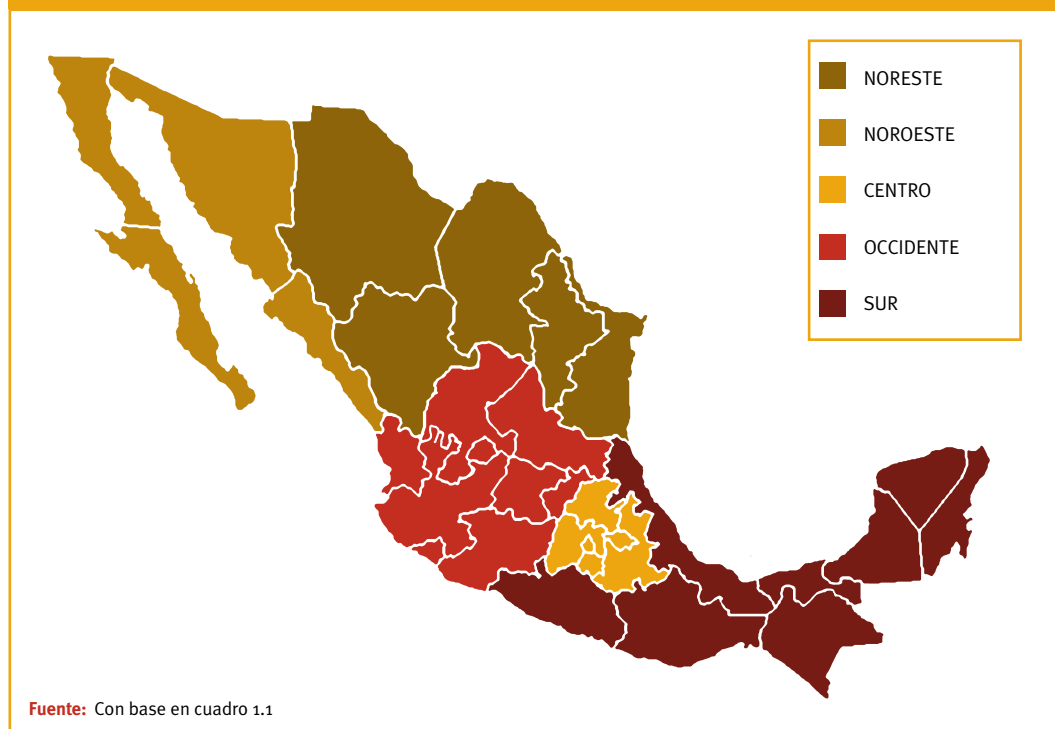 NORESTE
NOROESTE
CENTRO
OCCIDENTE
SUR
Fuente: Con base en cuadro 1.1